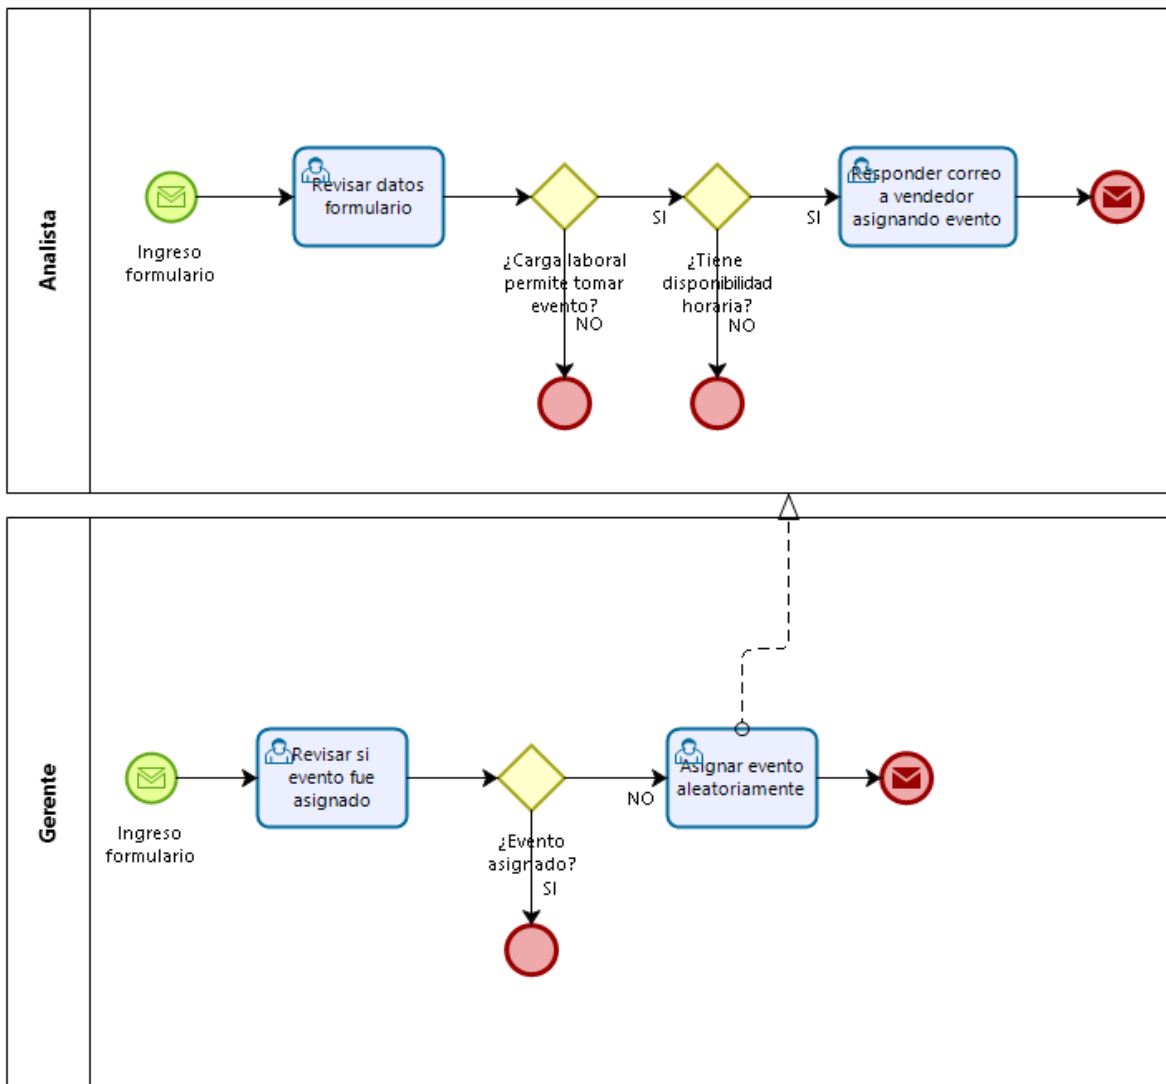 Analista
Ingreso
formulario
Revisar datos
formulario
¿Carga laboral
permite tomar
evento?
SI
NO
¿Tiene
disponibilidad
horaria?
SI
NO
Responder correo
a vendedor
asignando evento
Gerente
Ingreso
formulario
Revisar si
evento fue
asignado
¿Evento
asignado?
NO
SI
Asignar evento
aleatoriamente